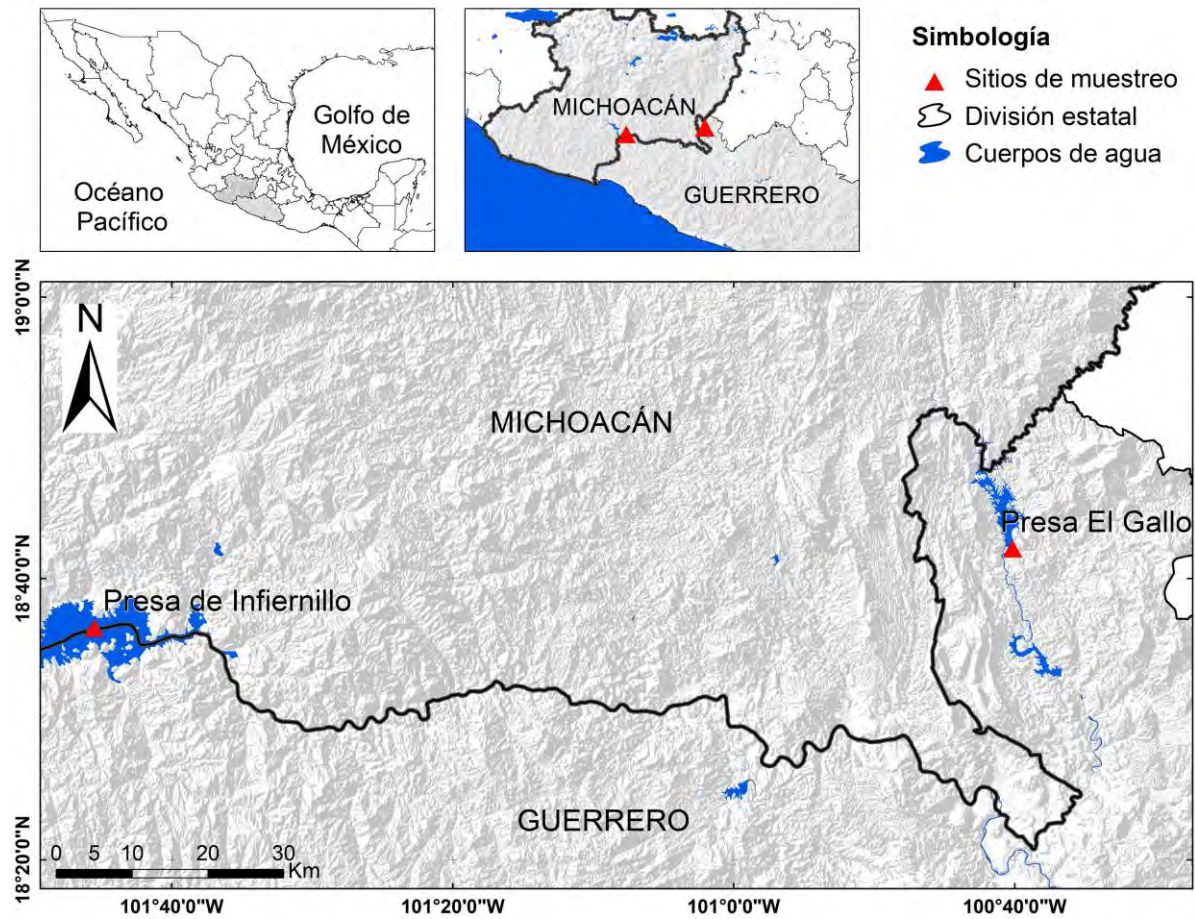 Golfo de
México
Océano
Pacífico
MICHOACÁN
GUERRERO
Simbología
Sitios de muestreo
División estatal
Cuerpos de agua
19°0'0"N
N
MICHOACÁN
Presa El Gallo
18°40'0"N
Presa de Infiernillo
GUERRERO
18°20'0"N
0 5 10 20 30
Km
101°40'0"W 101°20'0"W 101°0'0"W 100°40'0"W